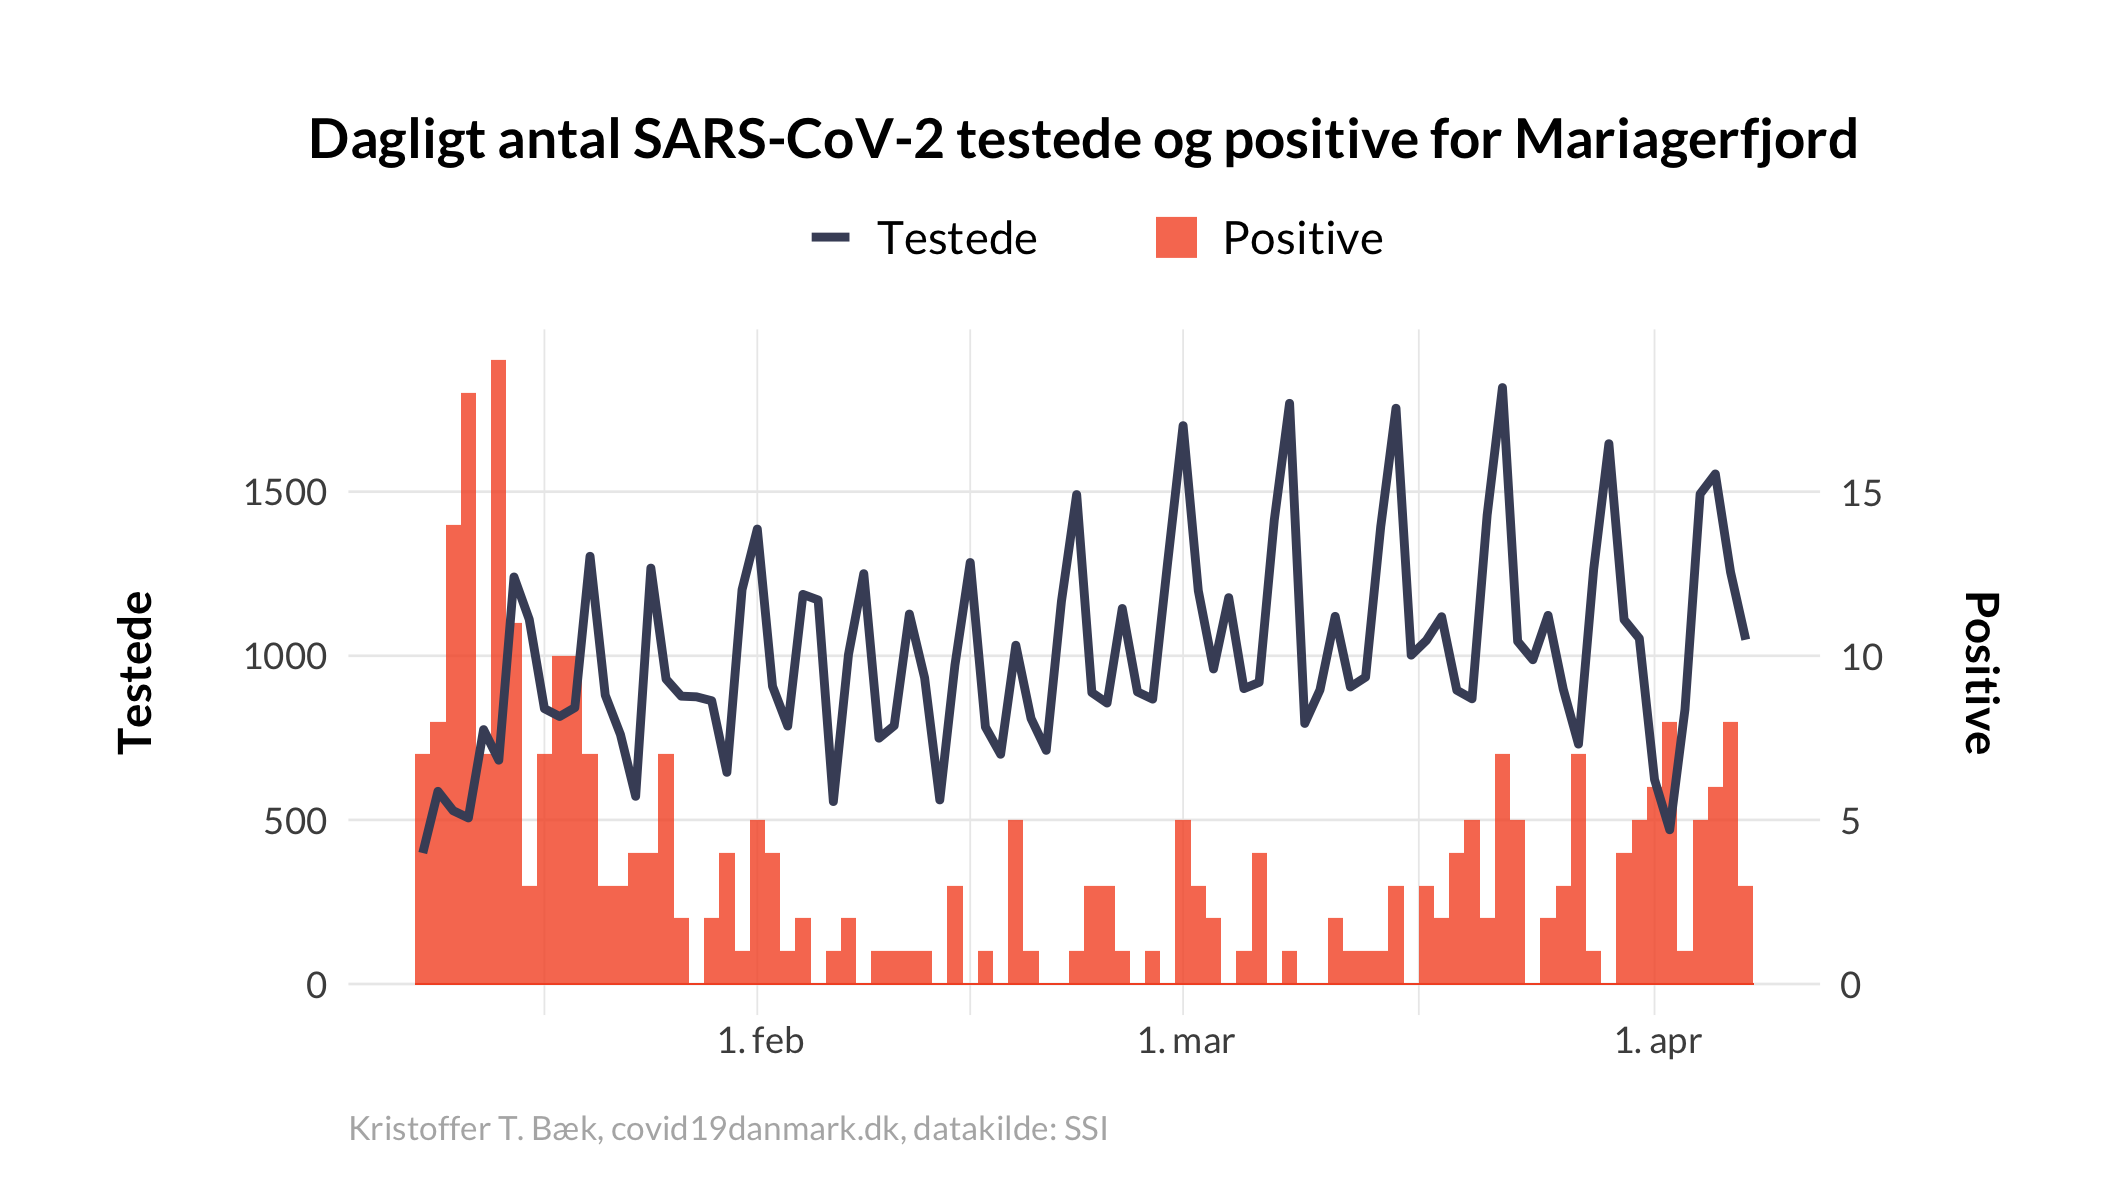 Dagligt antal SARS-CoV-2 testede og positive for Mariagerfjord
Testede Positive
1500 15
1000 10
500 5
0 0
Testede
Positive
1. feb 1. mar 1. apr
Kristoffer T. Bæk, covid19danmark.dk, datakilde: SSI